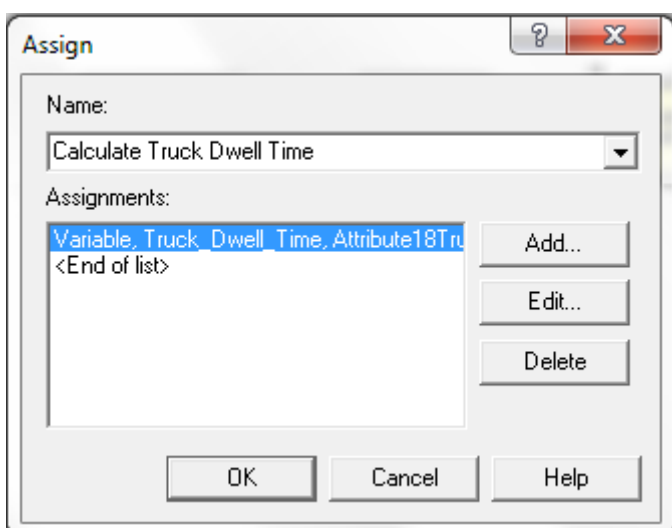 Assign
Name:
Calculate Truck Dwell Time
Assignments:
Variable, Truck_Dwell_Time, Attribute18Tru
<End of list>
Add...
Edit...
Delete
OK
Cancel
Help